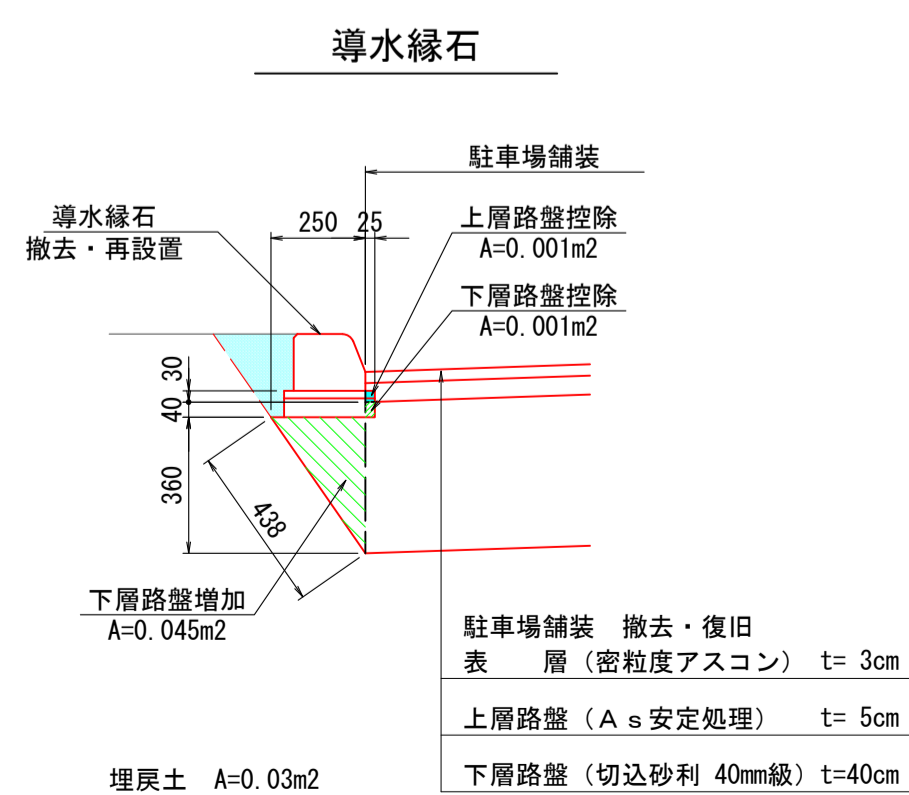 導水縁石
駐車場舗装
導水縁石
撤去・再設置
250
25
上層路盤控除
A=0.001m2
下層路盤控除
A=0.001m2
30
40
360
438
下層路盤増加
A=0.045m2
駐車場舗装 撤去・復旧
表 層（密粒度アスコン） t= 3cm
上層路盤（Ａｓ安定処理） t= 5cm
下層路盤（切込砂利 40mm級）t=40cm
埋戻土 A=0.03m2